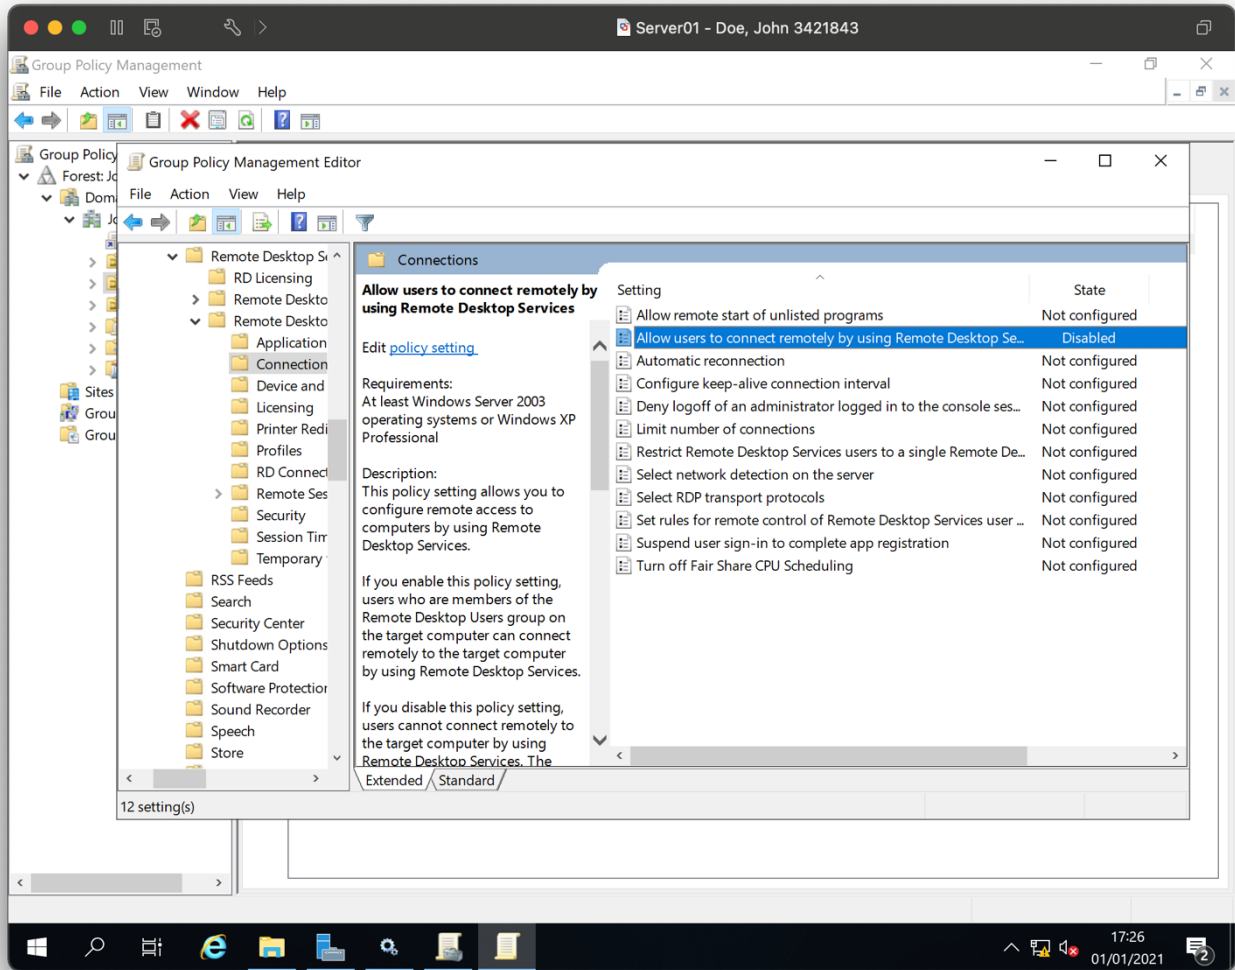 Server01 - Doe, John 3421843
Group Policy Management
File Action View Window Help
Group Policy
Forest: Jo
Doma
Jo
Sites
Grou
Grou
Group Policy Management Editor
File Action View Help
Remote Desktop Se
RD Licensing
Remote Deskto
Remote Deskto
Application
Connection
Device and
Licensing
Printer Redi
Profiles
RD Connect
Remote Ses
Security
Session Tim
Temporary
RSS Feeds
Search
Security Center
Shutdown Options
Smart Card
Software Protection
Sound Recorder
Speech
Store
Connections
Allow users to connect remotely by
using Remote Desktop Services
Edit policy setting
Requirements:
At least Windows Server 2003
operating systems or Windows XP
Professional
Description:
This policy setting allows you to
configure remote access to
computers by using Remote
Desktop Services.
If you enable this policy setting,
users who are members of the
Remote Desktop Users group on
the target computer can connect
remotely to the target computer
by using Remote Desktop Services.
If you disable this policy setting,
users cannot connect remotely to
the target computer by using
Remote Desktop Services. The
Setting State
Allow remote start of unlisted programs Not configured
Allow users to connect remotely by using Remote Desktop Se... Disabled
Automatic reconnection Not configured
Configure keep-alive connection interval Not configured
Deny logoff of an administrator logged in to the console ses... Not configured
Limit number of connections Not configured
Restrict Remote Desktop Services users to a single Remote De... Not configured
Select network detection on the server Not configured
Select RDP transport protocols Not configured
Set rules for remote control of Remote Desktop Services user ... Not configured
Suspend user sign-in to complete app registration Not configured
Turn off Fair Share CPU Scheduling Not configured
Extended Standard
12 setting(s)
17:26
01/01/2021
2